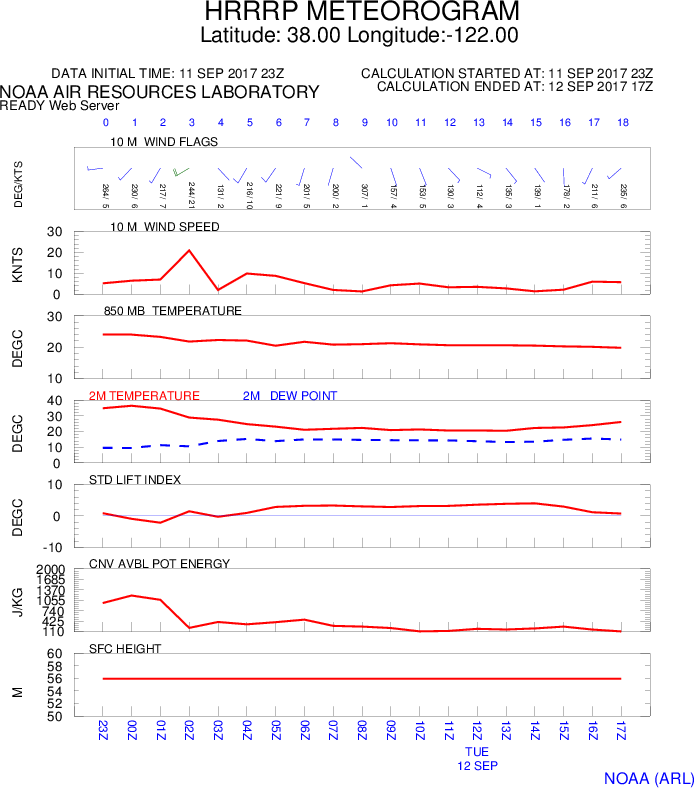 HRRRP METEOROGRAM
Latitude: 38.00 Longitude:-122.00
DATA INITIAL TIME: 11 SEP 2017 23Z
CALCULATION STARTED AT: 11 SEP 2017 23Z
CALCULATION ENDED AT: 12 SEP 2017 17Z
NOAA AIR RESOURCES LABORATORY
READY Web Server
0 1 2 3 4 5 6 7 8 9 10 11 12 13 14 15 16 17 18
10 M WIND FLAGS
DEG/KTS
264/ 5 230/ 6 217/ 7 244/ 21 131/ 2 216/ 10 221/ 9 201/ 5 200/ 2 307/ 1 157/ 4 153/ 5 130/ 3 112/ 4 135/ 3 139/ 1 178/ 2 211/ 6 235/ 6
10 M WIND SPEED
KNTS
30
20
10
0
850 MB TEMPERATURE
DEGC
30
20
10
2M TEMPERATURE 2M DEW POINT
DEGC
40
30
20
10
0
STD LIFT INDEX
DEGC
10
0
-10
CNV AVBL POT ENERGY
J/KG
2000
1685
1370
1055
740
425
110
SFC HEIGHT
M
60
58
56
54
52
50
23Z 00Z 01Z 02Z 03Z 04Z 05Z 06Z 07Z 08Z 09Z 10Z 11Z 12Z 13Z 14Z 15Z 16Z 17Z
TUE
12 SEP
NOAA (ARL)